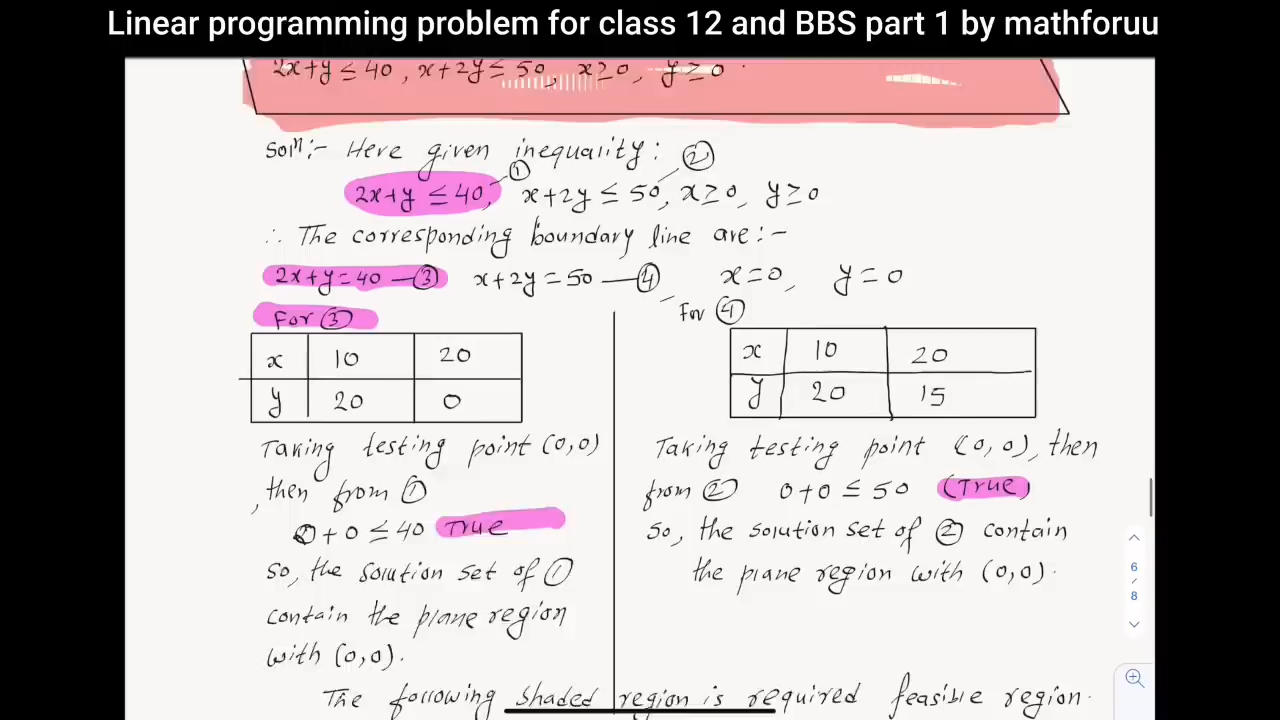 Linear programming problem for class 12 and BBS part 1 by mathforuu
2x+y ≤ 40, x+2y ≤ 50, x≥0, y≥0.
Solⁿ:- Here given inequality:
2x+y ≤ 40, ① x+2y ≤ 50, ② x≥0, y≥0
∴ The corresponding boundary line are:-
2x+y=40 —③ x+2y=50 —④ x=0, y=0
For ③
x 10 20
y 20 0
Taking testing point (0,0)
, then from ①
0+0 ≤ 40 True
so, the solution set of ①
contain the plane region
with (0,0).
For ④
x 10 20
y 20 15
Taking testing point (0,0), then
from ② 0+0 ≤ 50 (True)
So, the solution set of ② contain
the plane region with (0,0).
The following shaded region is required feasible region.
6
/
8